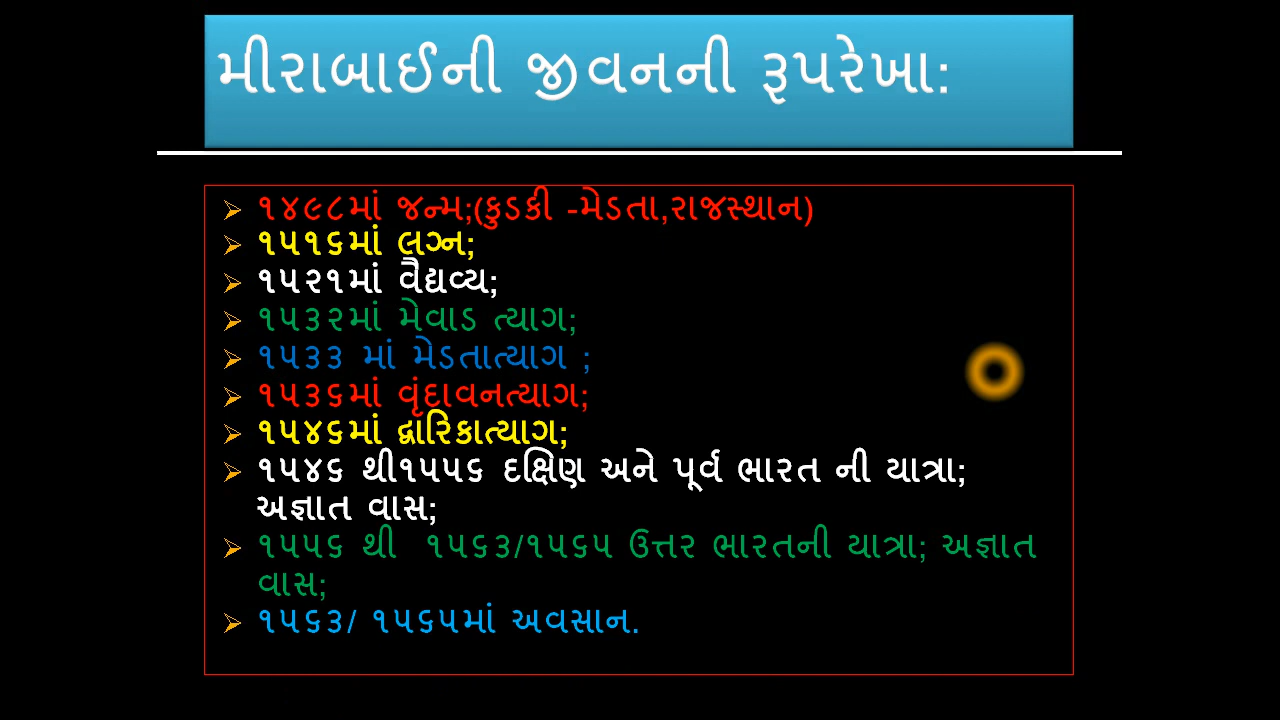 મીરાબાઈની જીવનની રૂપરેખા:
૧૪૯૮માં જન્મ;(કુડકી -મેડતા,રાજસ્થાન)
૧૫૧૬માં લગ્ન;
૧૫૨૧માં વૈદ્યવ્ય;
૧૫૩૨માં મેવાડ ત્યાગ;
૧૫૩૩ માં મેડતાત્યાગ ;
૧૫૩૬માં વૃંદાવનત્યાગ;
૧૫૪૬માં દ્વારિકાત્યાગ;
૧૫૪૬ થી૧૫૫૬ દક્ષિણ અને પૂર્વ ભારત ની યાત્રા;
અજ્ઞાત વાસ;
૧૫૫૬ થી ૧૫૬૩/૧૫૬૫ ઉત્તર ભારતની યાત્રા; અજ્ઞાત
વાસ;
૧૫૬૩/ ૧૫૬૫માં અવસાન.